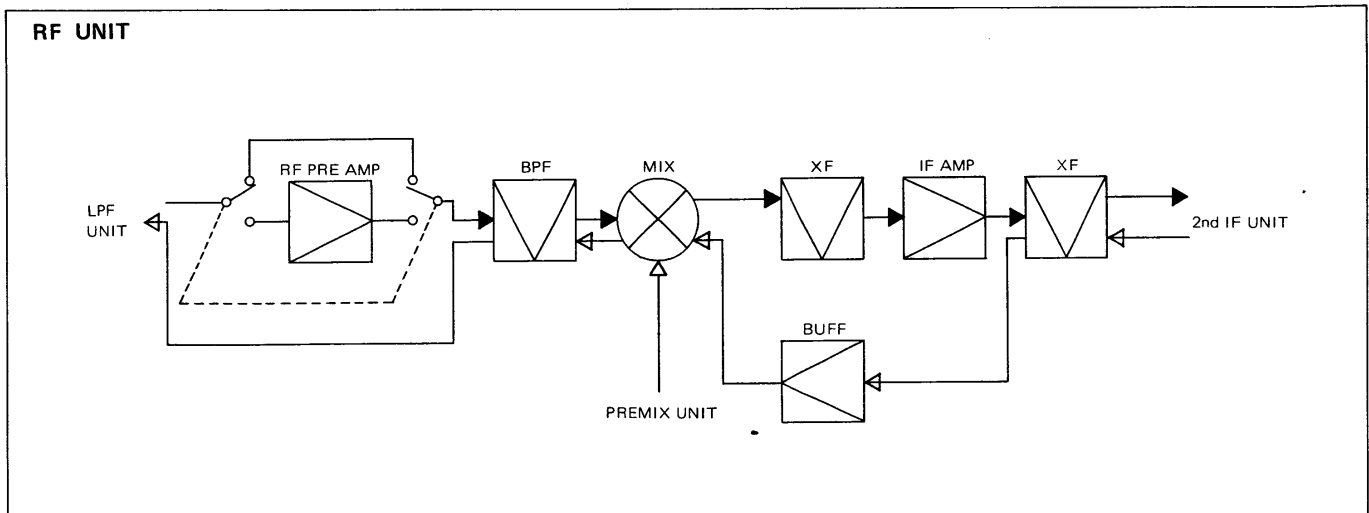 RF UNIT
RF PRE AMP
BPF
MIX
XF
IF AMP
XF
LPF
UNIT
2nd IF UNIT
BUFF
PREMIX UNIT